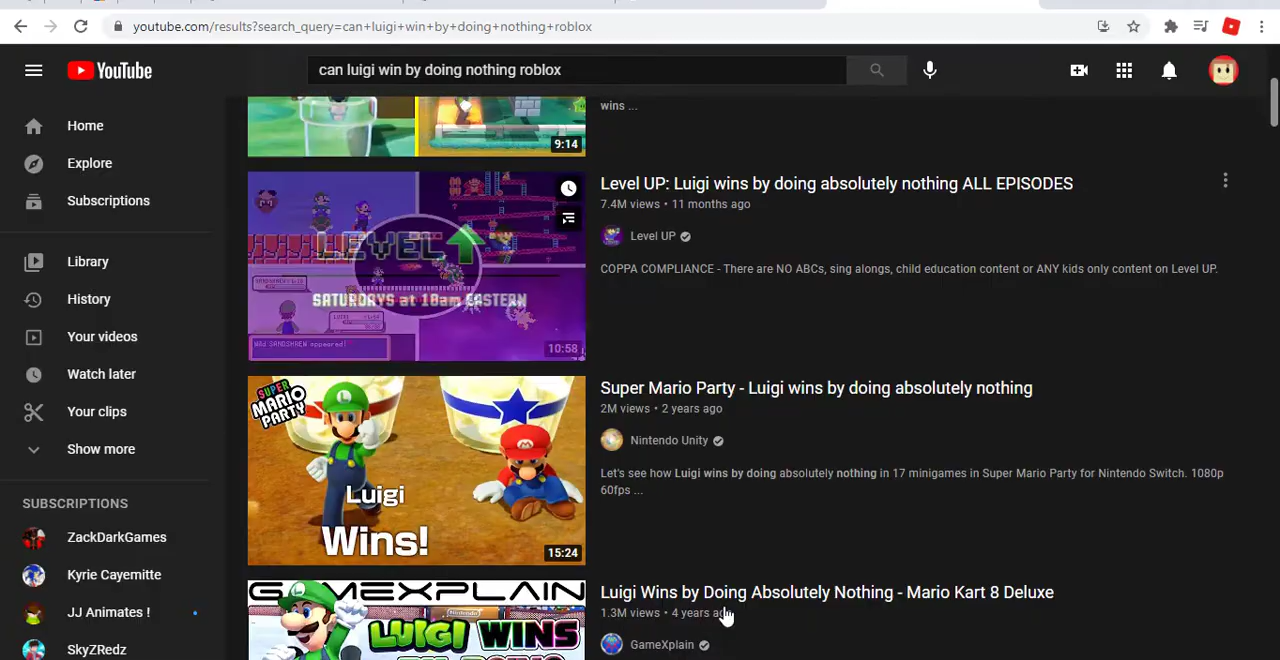 youtube.com/results?search_query=can+luigi+win+by+doing+nothing+roblox
YouTube
can luigi win by doing nothing roblox
Home
Explore
Subscriptions
Library
History
Your videos
Watch later
Your clips
Show more
SUBSCRIPTIONS
ZackDarkGames
Kyrie Cayemitte
JJ Animates !
SkyZRedz
9:14
wins ...
LEVEL
SATURDAYS at 10am EASTERN
Wild SANDSHREW appeared!
10:58
Level UP: Luigi wins by doing absolutely nothing ALL EPISODES
7.4M views • 11 months ago
Level UP
COPPA COMPLIANCE - There are NO ABCs, sing alongs, child education content or ANY kids only content on Level UP.
SUPER
MARIO
PARTY
Luigi
Wins!
15:24
Super Mario Party - Luigi wins by doing absolutely nothing
2M views • 2 years ago
Nintendo Unity
Let's see how Luigi wins by doing absolutely nothing in 17 minigames in Super Mario Party for Nintendo Switch. 1080p
60fps ...
GAMEXPLAIN
LUIGI WINS
Luigi Wins by Doing Absolutely Nothing - Mario Kart 8 Deluxe
1.3M views • 4 years ago
GameXplain